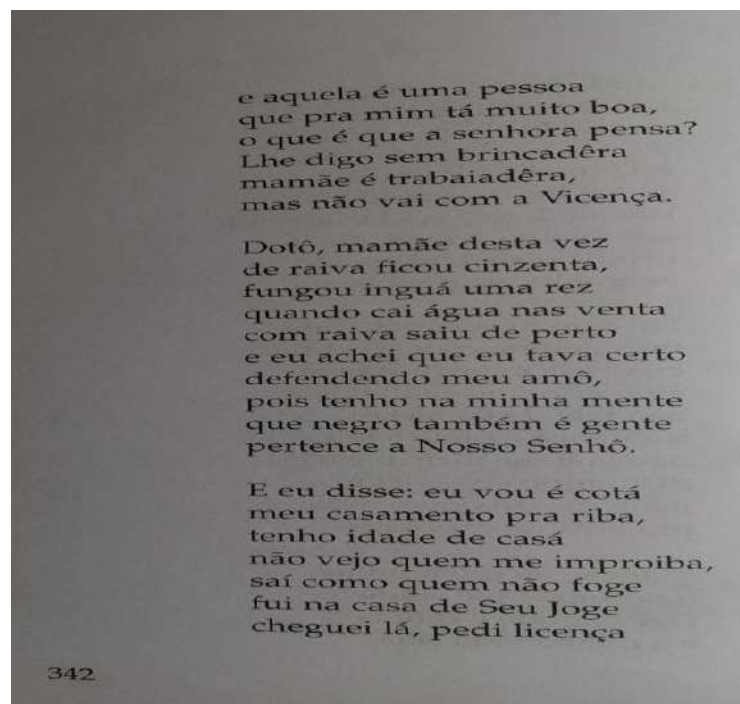 e aquela é uma pessoa
que pra mim tá muito boa,
o que é que a senhora pensa?
Lhe digo sem brincadêra
mamãe é trabaiadêra,
mas não vai com a Vicença.
Dotô, mamãe desta vez
de raiva ficou cinzenta,
fungou inguá uma rez
quando cai água nas venta
com raiva saiu de perto
e eu achei que eu tava certo
defendendo meu amô,
pois tenho na minha mente
que negro também é gente
pertence a Nosso Senhô.
E eu disse: eu vou é cotá
meu casamento pra riba,
tenho idade de casá
não vejo quem me improiba,
saí como quem não foge
fui na casa de Seu Joge
cheguei lá, pedi licença
342